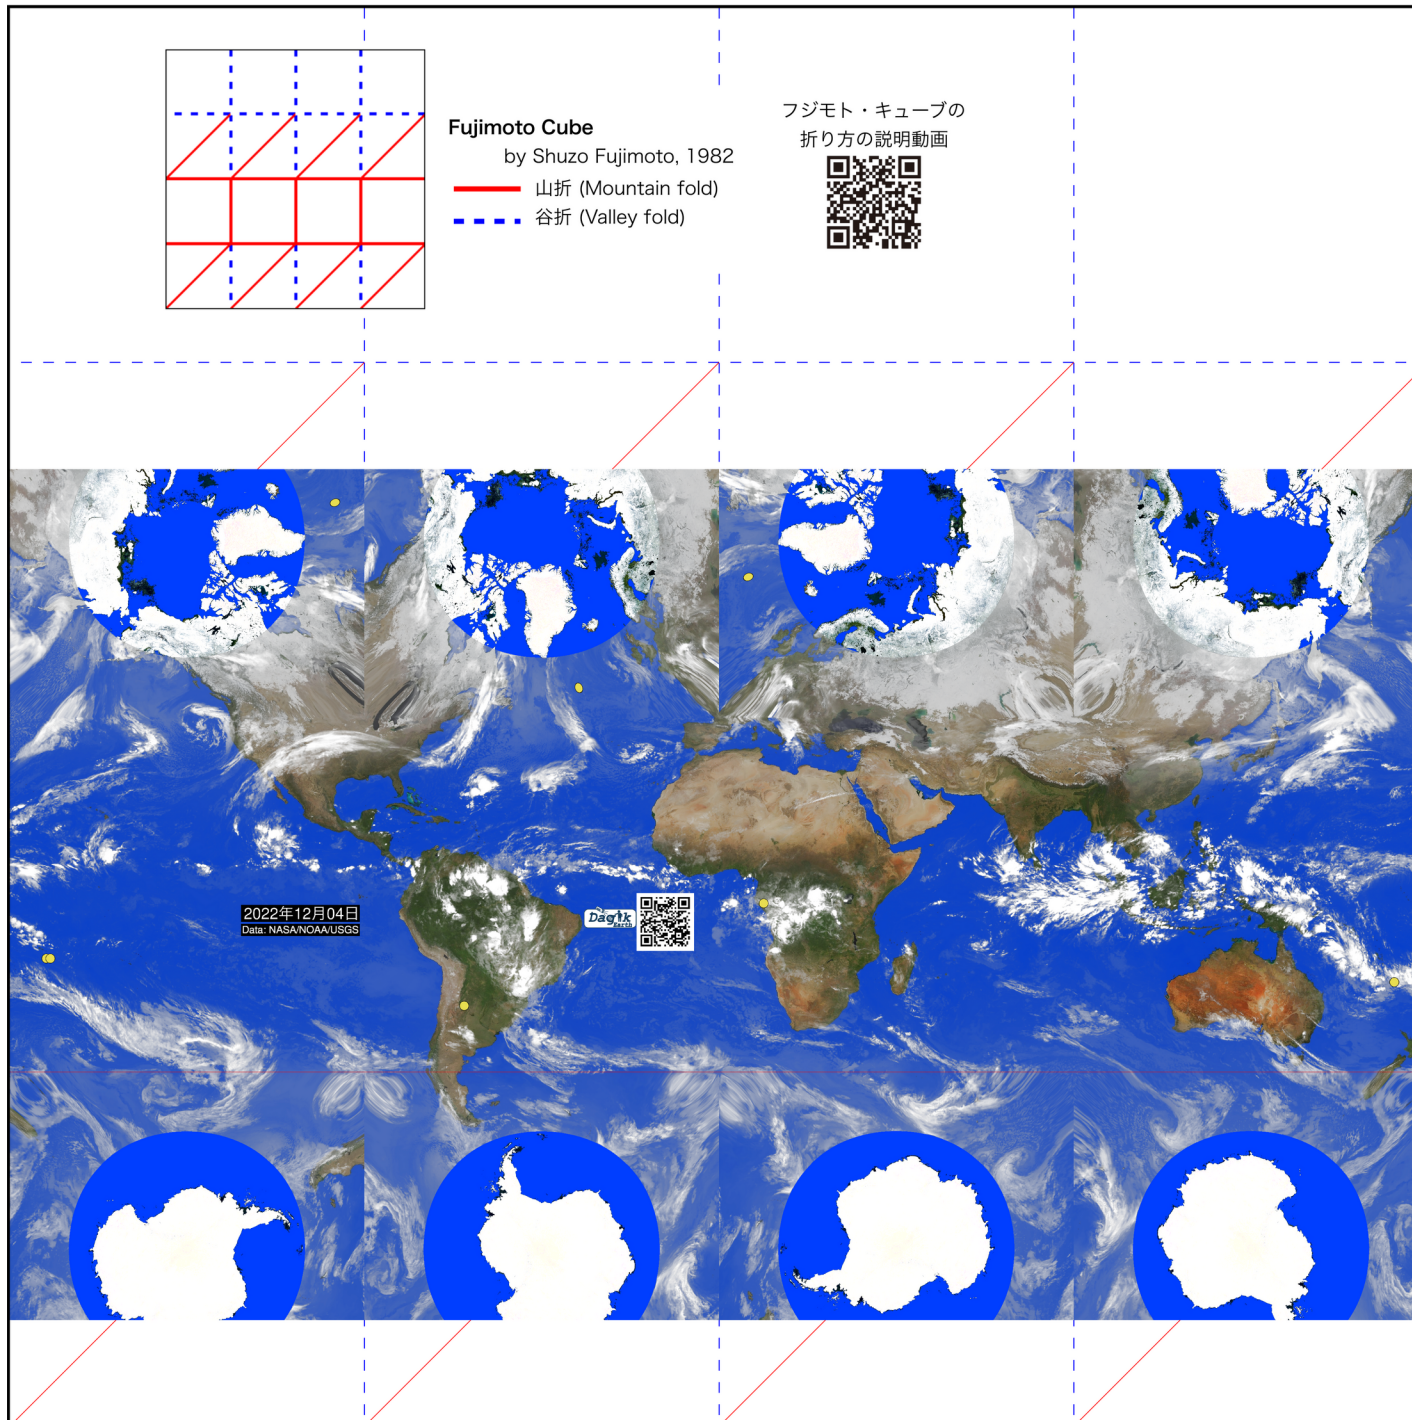 Fujimoto Cube
by Shuzo Fujimoto, 1982
山折 (Mountain fold)
谷折 (Valley fold)
フジモト・キューブの
折り方の説明動画
2022年12月04日
Data: NASA/NOAA/USGS
Dagik
Earth